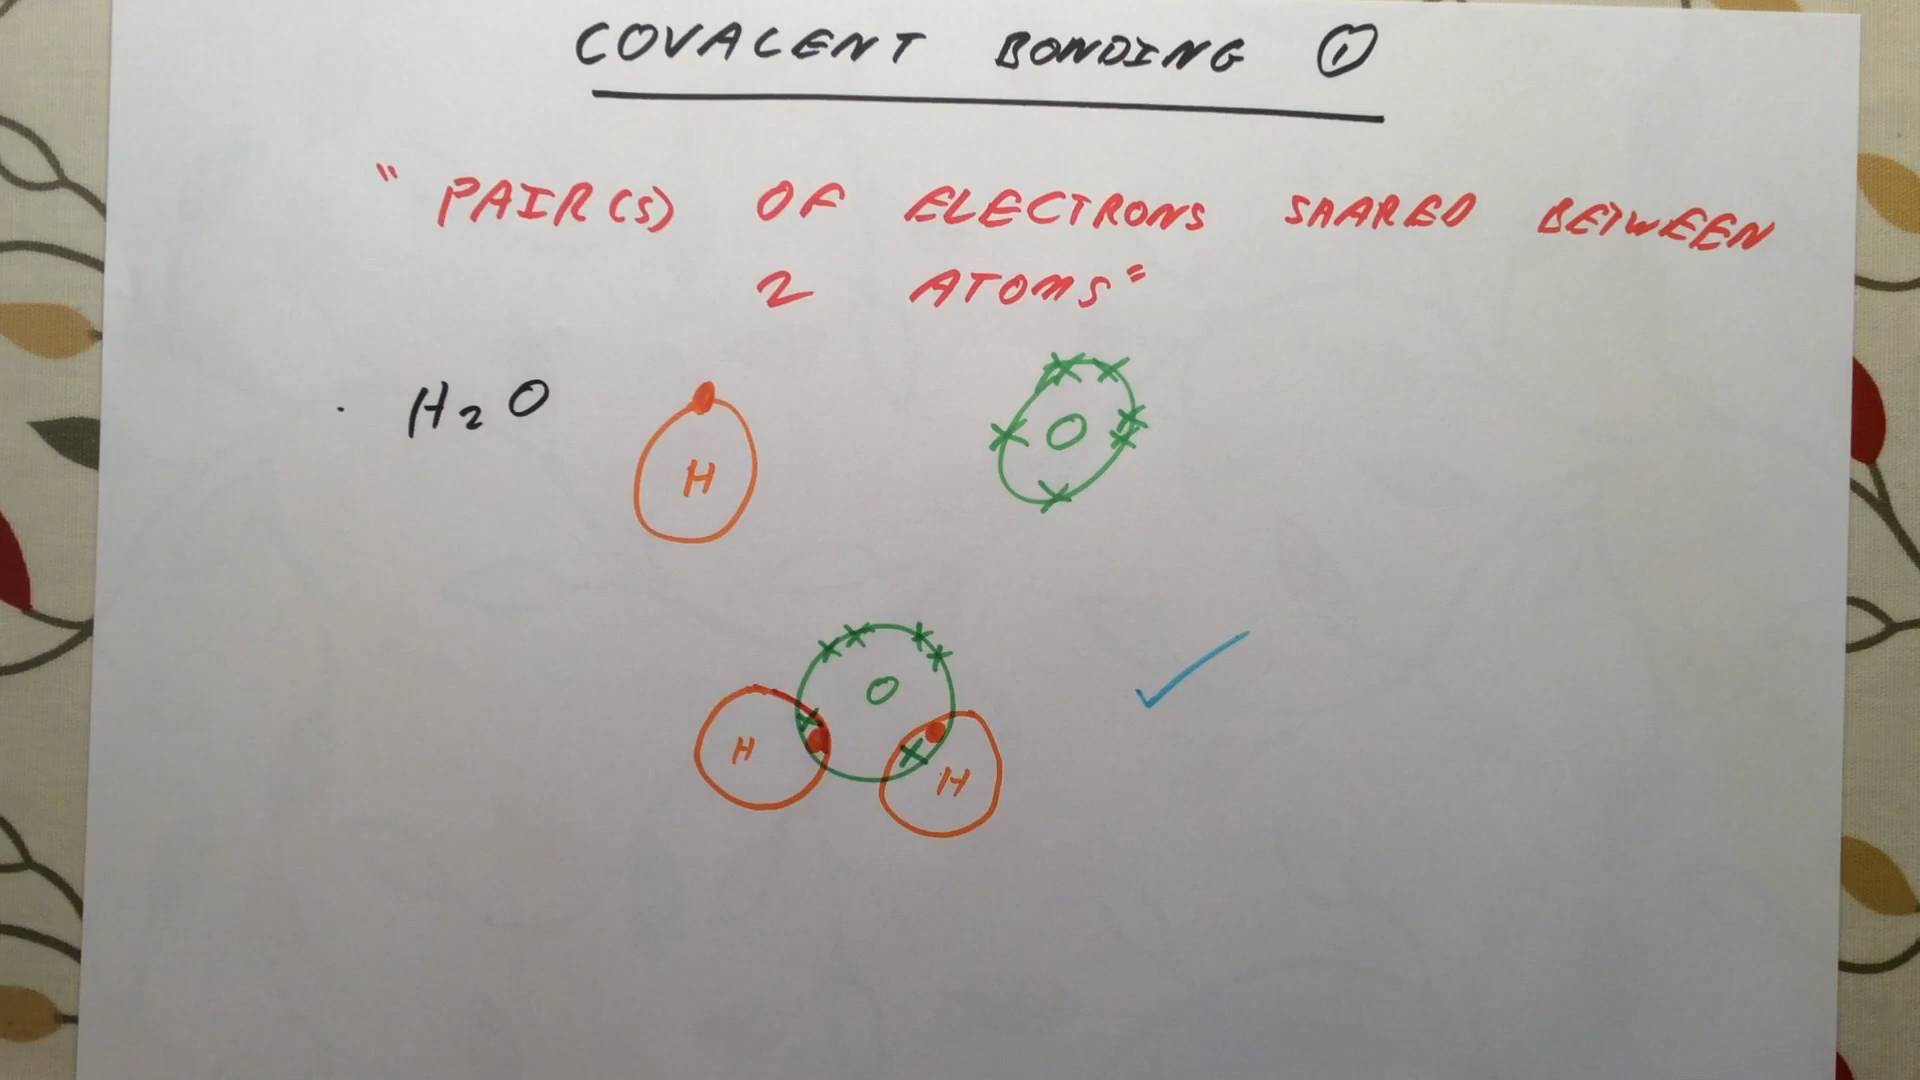 COVALENT BONDING ①
"PAIR(S) OF ELECTRONS SHARED BETWEEN
2 ATOMS"
H₂O
H
O
O
H
H